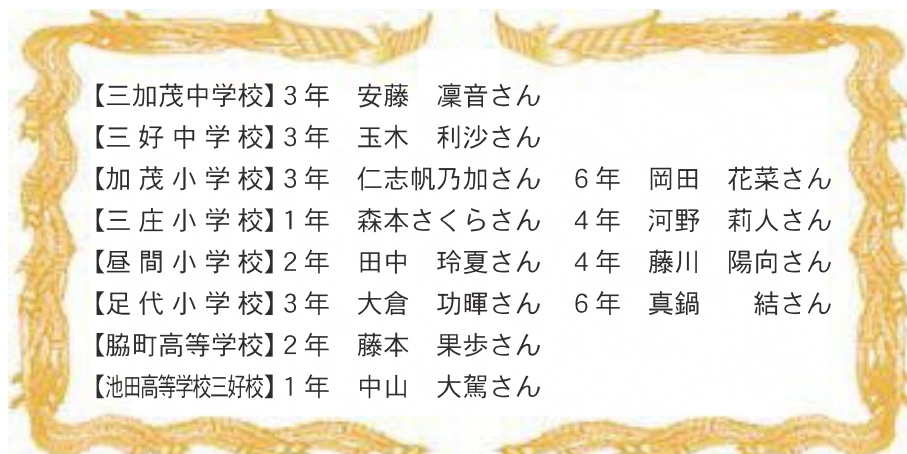 【三加茂中学校】3年　安藤　凜音さん
【三好中学校】3年　玉木　利沙さん
【加茂小学校】3年　仁志帆乃加さん　6年　岡田　花菜さん
【三庄小学校】1年　森本さくらさん　4年　河野　莉人さん
【昼間小学校】2年　田中　玲夏さん　4年　藤川　陽向さん
【足代小学校】3年　大倉　功暉さん　6年　真鍋　　結さん
【脇町高等学校】2年　藤本　果歩さん
【池田高等学校三好校】1年　中山　大駕さん